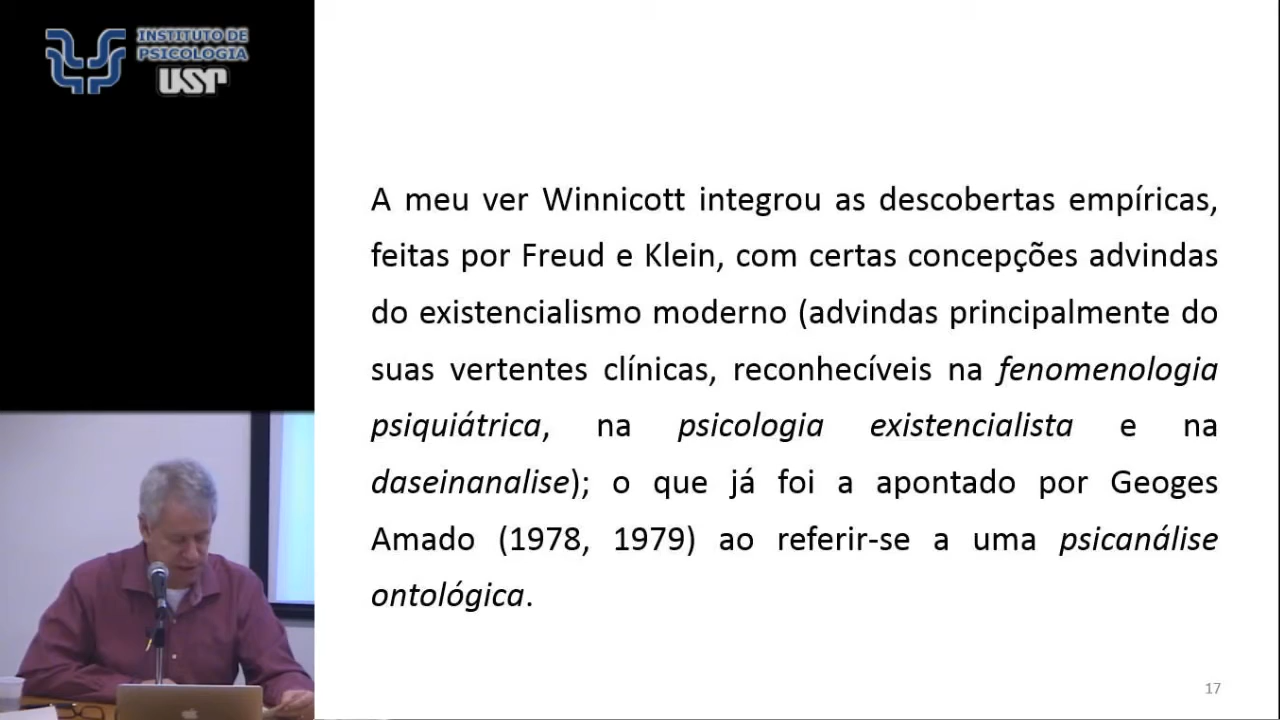 INSTITUTO DE
PSICOLOGIA
USP
A meu ver Winnicott integrou as descobertas empíricas,
feitas por Freud e Klein, com certas concepções advindas
do existencialismo moderno (advindas principalmente do
suas vertentes clínicas, reconhecíveis na fenomenologia
psiquiátrica, na psicologia existencialista e na
daseinanalise); o que já foi a apontado por Geoges
Amado (1978, 1979) ao referir-se a uma psicanálise
ontológica.
17